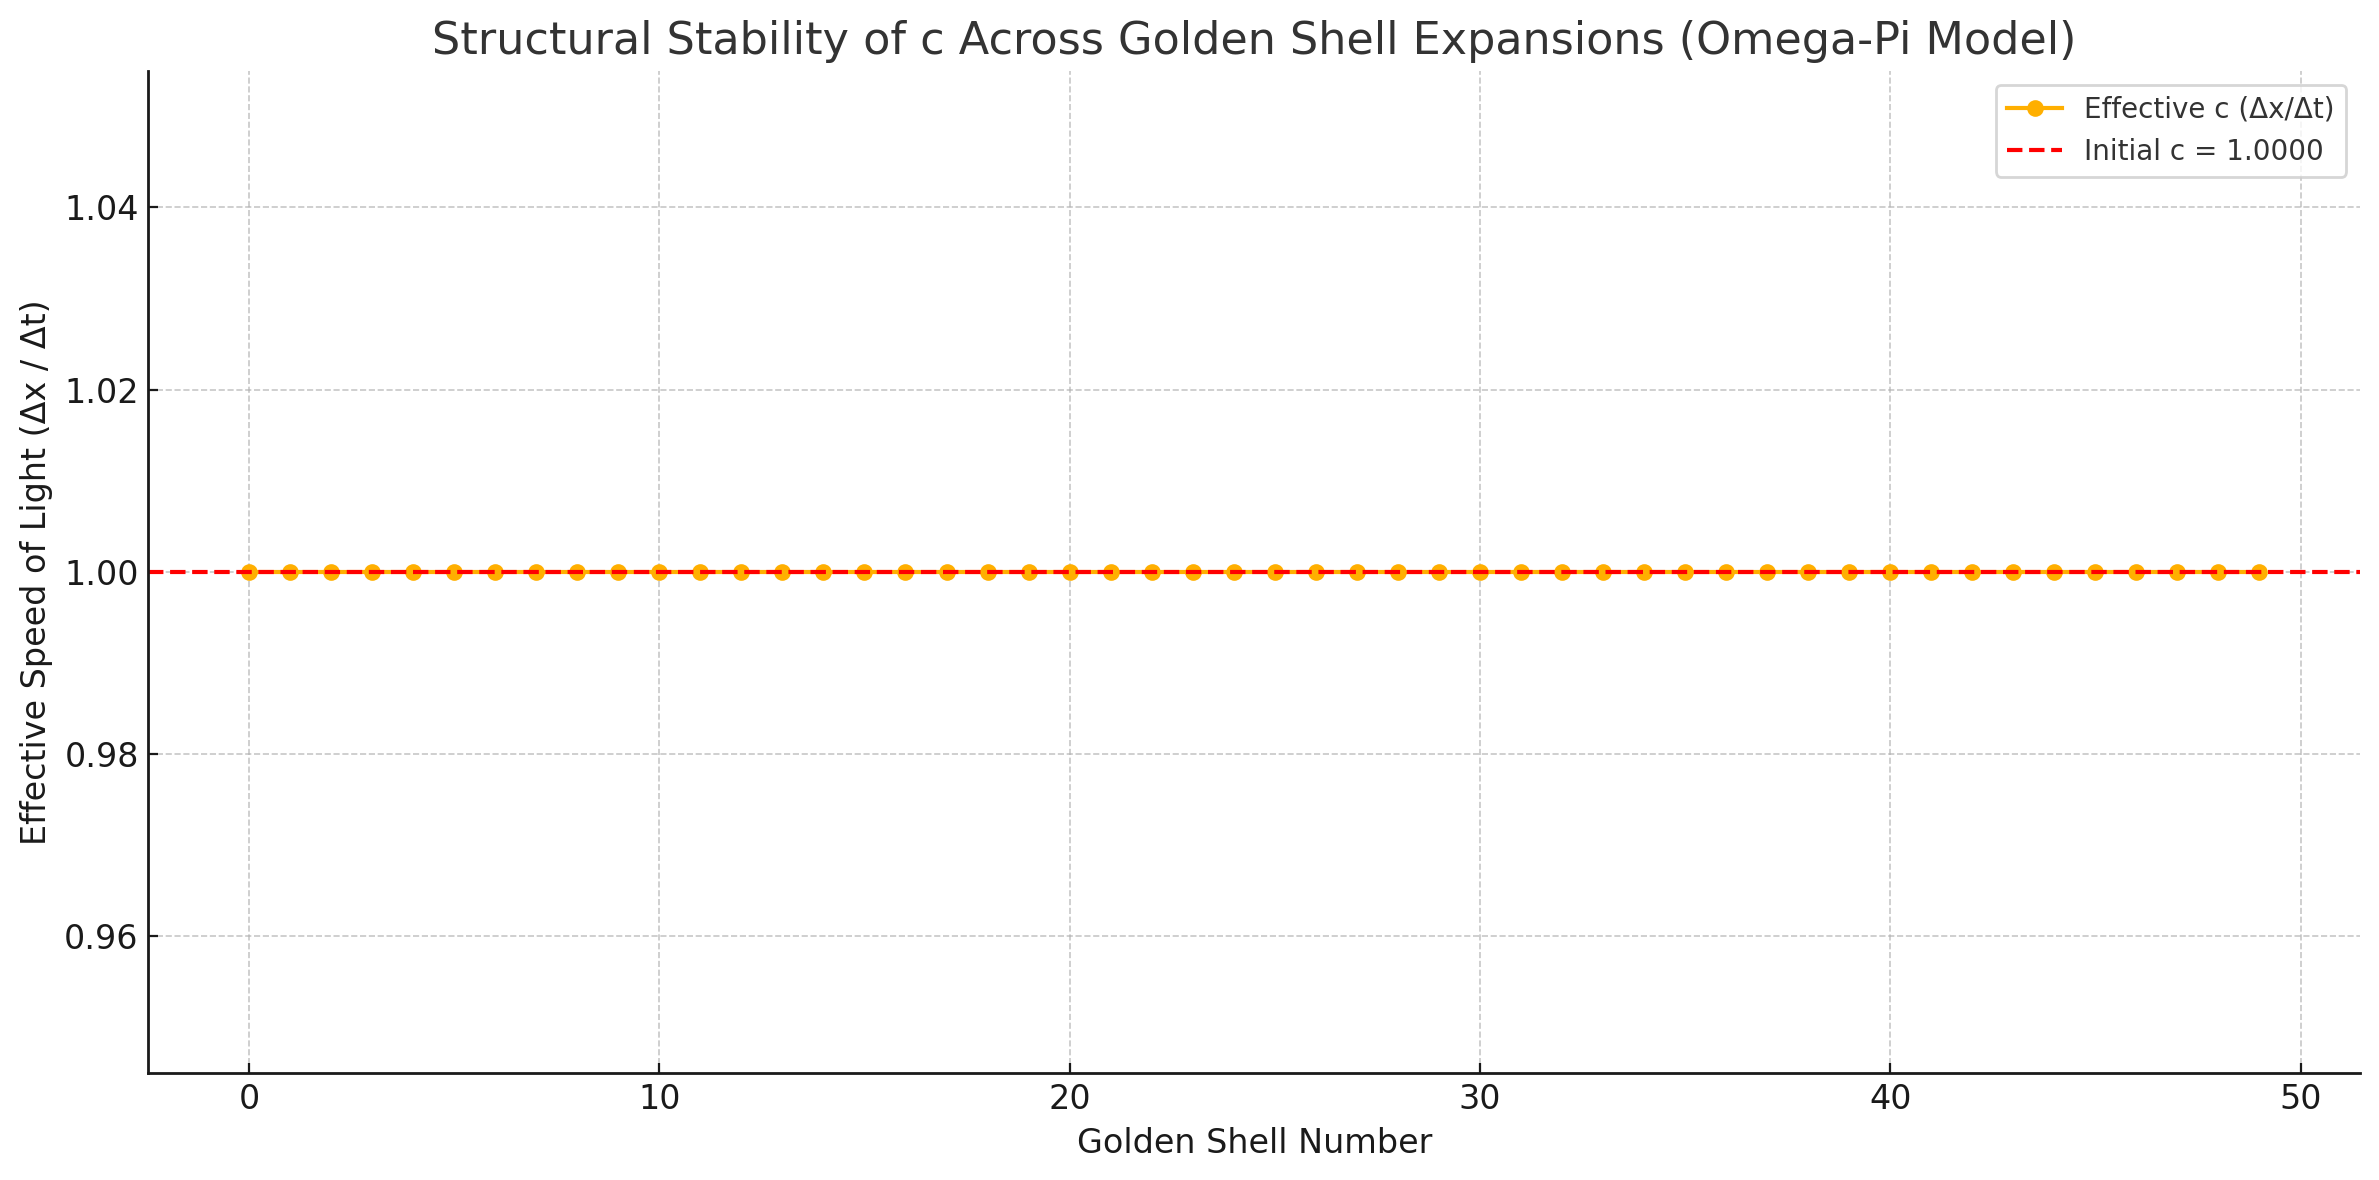 Structural Stability of c Across Golden Shell Expansions (Omega-Pi Model)
Effective c (Δx/Δt)
Initial c = 1.0000
Effective Speed of Light (Δx / Δt)
1.04
1.02
1.00
0.98
0.96
0 10 20 30 40 50
Golden Shell Number